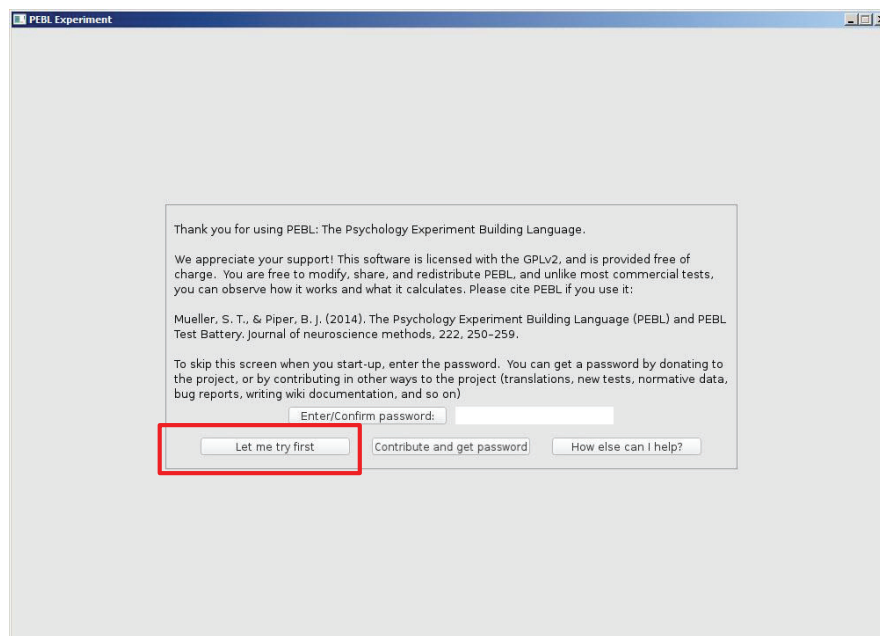 PEBL Experiment
Thank you for using PEBL: The Psychology Experiment Building Language.
We appreciate your support! This software is licensed with the GPLv2, and is provided free of
charge.  You are free to modify, share, and redistribute PEBL, and unlike most commercial tests,
you can observe how it works and what it calculates. Please cite PEBL if you use it:
Mueller, S. T., & Piper, B. J. (2014). The Psychology Experiment Building Language (PEBL) and PEBL
Test Battery. Journal of neuroscience methods, 222, 250–259.
To skip this screen when you start-up, enter the password.  You can get a password by donating to
the project, or by contributing in other ways to the project (translations, new tests, normative data,
bug reports, writing wiki documentation, and so on)
Enter/Confirm password:
Let me try first Contribute and get password How else can I help?